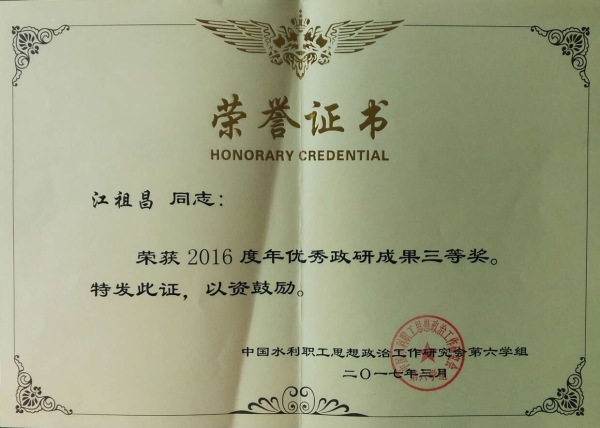 荣誉证书
HONORARY CREDENTIAL
江祖昌 同志：
荣获2016度年优秀政研成果三等奖。
特发此证，以资鼓励。
中国水利职工思想政治工作研究会第六学组
二〇一七年三月